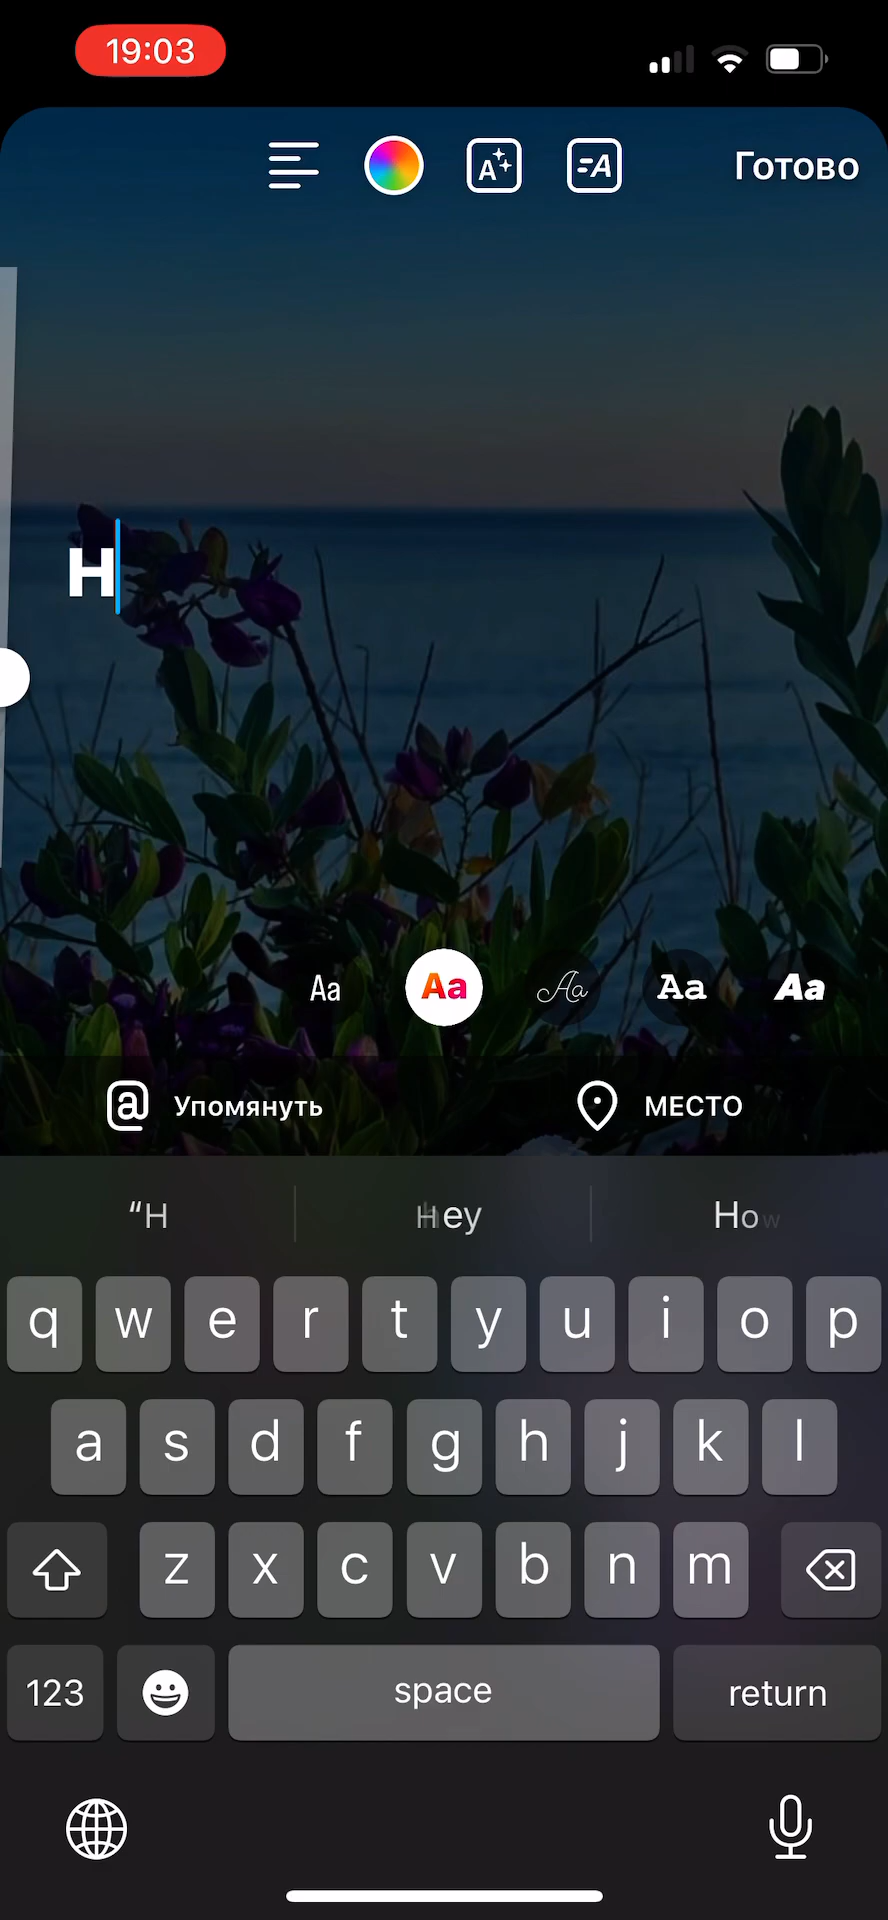 19:03
A A Готово
H
Aa Aa Aa Aa Aa
@ Упомянуть МЕСТО
“H Hey How
q w e r t y u i o p
a s d f g h j k l
z x c v b n m
123 space return